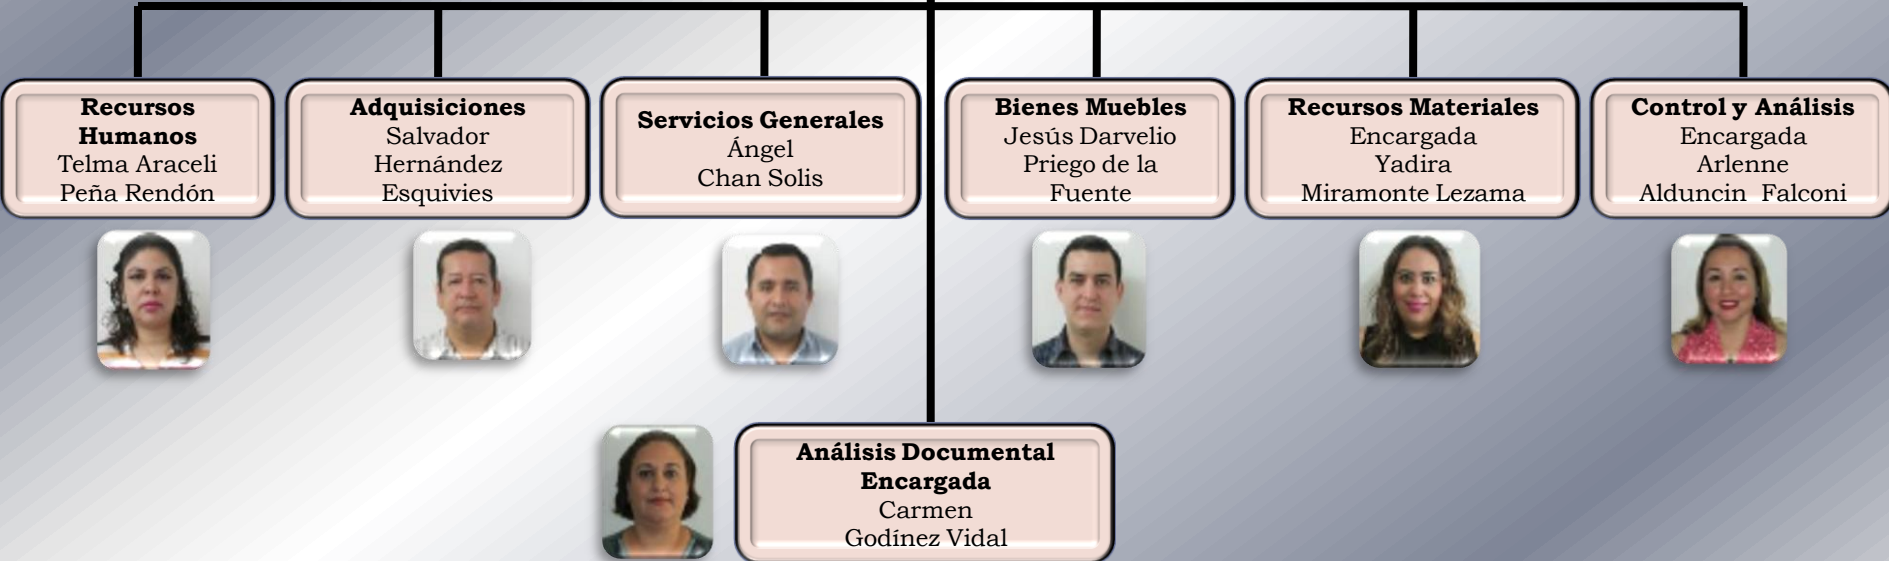 Recursos
Humanos
Telma Araceli
Peña Rendón
Adquisiciones
Salvador
Hernández
Esquivies
Servicios Generales
Ángel
Chan Solis
Bienes Muebles
Jesús Darvelio
Priego de la
Fuente
Recursos Materiales
Encargada
Yadira
Miramonte Lezama
Control y Análisis
Encargada
Arlenne
Alduncin  Falconi
Análisis Documental
Encargada
Carmen
Godínez Vidal